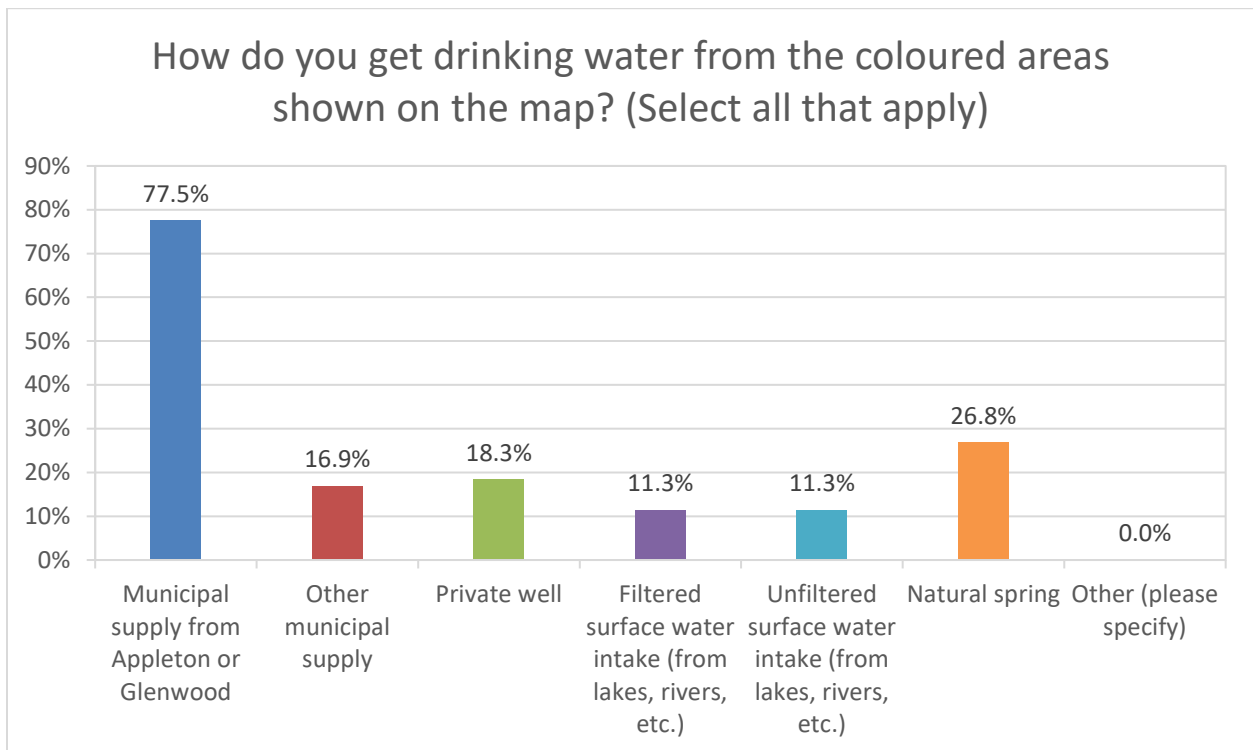 How do you get drinking water from the coloured areas
shown on the map? (Select all that apply)
90%
80%
70%
60%
50%
40%
30%
20%
10%
0%
77.5%
16.9%
18.3%
11.3%
11.3%
26.8%
0.0%
Municipal
supply from
Appleton or
Glenwood
Other
municipal
supply
Private well
Filtered
surface water
intake (from
lakes, rivers,
etc.)
Unfiltered
surface water
intake (from
lakes, rivers,
etc.)
Natural spring
Other (please
specify)